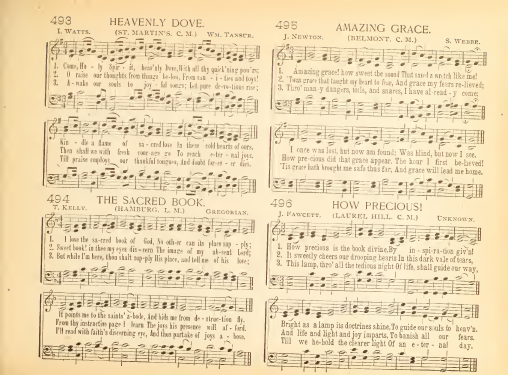 493 HEAVENLY DOVE.
I. WATTS. (ST. MARTIN'S. C. M.) WM. TANSUR.
1. Come, Ho - ly Spir - it, heav'nly Dove, With all thy quick'ning pow'rs;
2. O raise our thoughts from things be-low, From van - i - ties and toys!
3. A - wake our souls to joy - ful songs; Let pure de-vo-tions rise;
Kin - dle a flame of sa - cred love In these cold hearts of ours.
Then shall we with fresh cour-age go To reach e-ter-nal joys.
Till praise employs our thankful tongues, And doubt for-ev - er dies.
494 THE SACRED BOOK.
T. KELLY. (HAMBURG. L. M.) GREGORIAN.
1. I love the sa-cred book of God, No oth-er can its place sup - ply;
2. Sweet book! in thee my eyes dis-cern The image of my ab-sent Lord;
3. But while I'm here, thou shalt sup-ply His place, and tell me of his love;
It points me to the saints' a-bode, And bids me from de-struc-tion fly.
From thy instructive page I learn The joys his presence will af-ford.
I'll read with faith's discerning eye, And thus partake of joys a - bove.
495 AMAZING GRACE.
J. NEWTON. (BELMONT. C. M.) S. WEBBE.
1. Amazing grace! how sweet the sound That saved a wretch like me!
2. 'Twas grace that taught my heart to fear, And grace my fears re-lieved;
3. Thro' man-y dangers, toils, and snares, I have al-read-y come;
I once was lost, but now am found; Was blind, but now I see.
How pre-cious did that grace appear. The hour I first be-lieved!
'Tis grace hath brought me safe thus far, And grace will lead me home.
496 HOW PRECIOUS!
J. FAWCETT. (LAUREL HILL. C. M.) UNKNOWN.
1. How precious is the book divine, By in - spi-ra-tion giv'n!
2. It sweetly cheers our drooping hearts In this dark vale of tears,
3. This lamp, thro' all the tedious night Of life, shall guide our way,
Bright as a lamp its doctrines shine, To guide our souls to heav'n.
And life and light and joy imparts, To banish all our fears.
Till we be-hold the clearer light Of an e - ter - nal day.